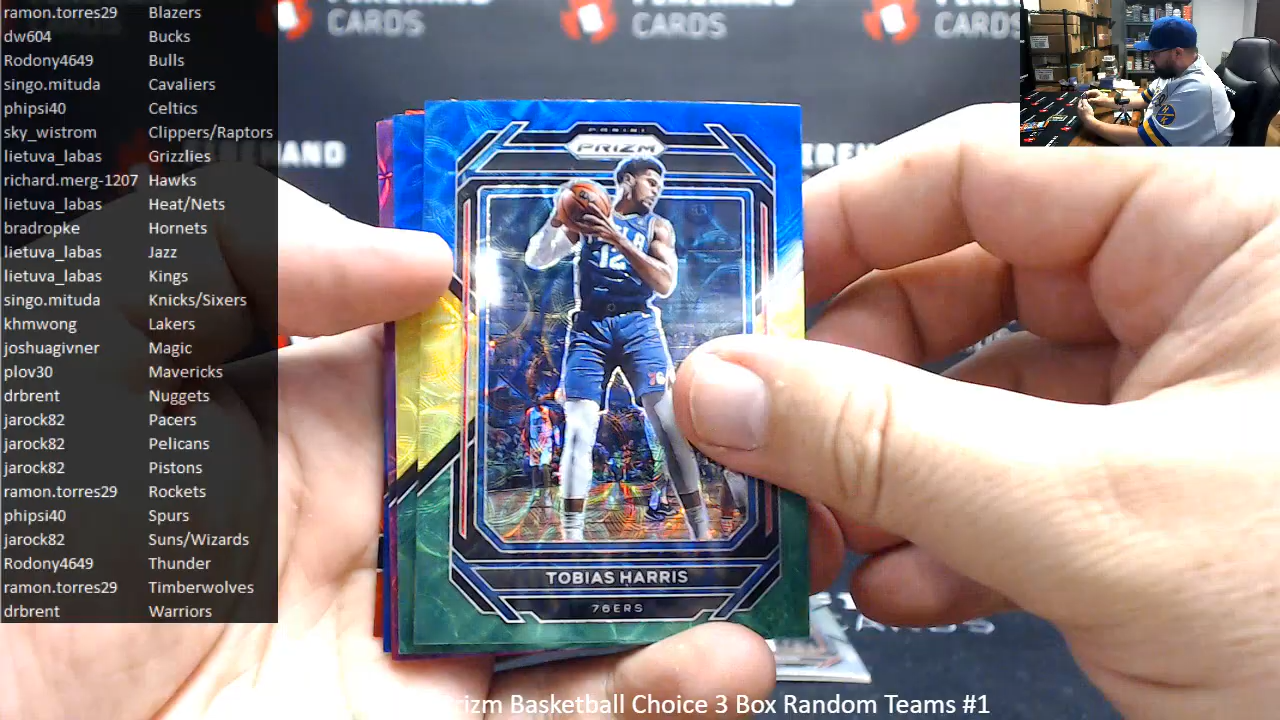 ramon.torres29 Blazers
dw604 Bucks
Rodony4649 Bulls
singo.mituda Cavaliers
phipsi40 Celtics
sky_wistrom Clippers/Raptors
lietuva_labas Grizzlies
richard.merg-1207 Hawks
lietuva_labas Heat/Nets
bradropke Hornets
lietuva_labas Jazz
lietuva_labas Kings
singo.mituda Knicks/Sixers
khmwong Lakers
joshuagivner Magic
plov30 Mavericks
drbrent Nuggets
jarock82 Pacers
jarock82 Pelicans
jarock82 Pistons
ramon.torres29 Rockets
phipsi40 Spurs
jarock82 Suns/Wizards
Rodony4649 Thunder
ramon.torres29 Timberwolves
drbrent Warriors
CARDS
CARDS
CARDS
PANINI
PRIZM
12
TOBIAS HARRIS
76ERS
Basketball Choice 3 Box Random Teams #1